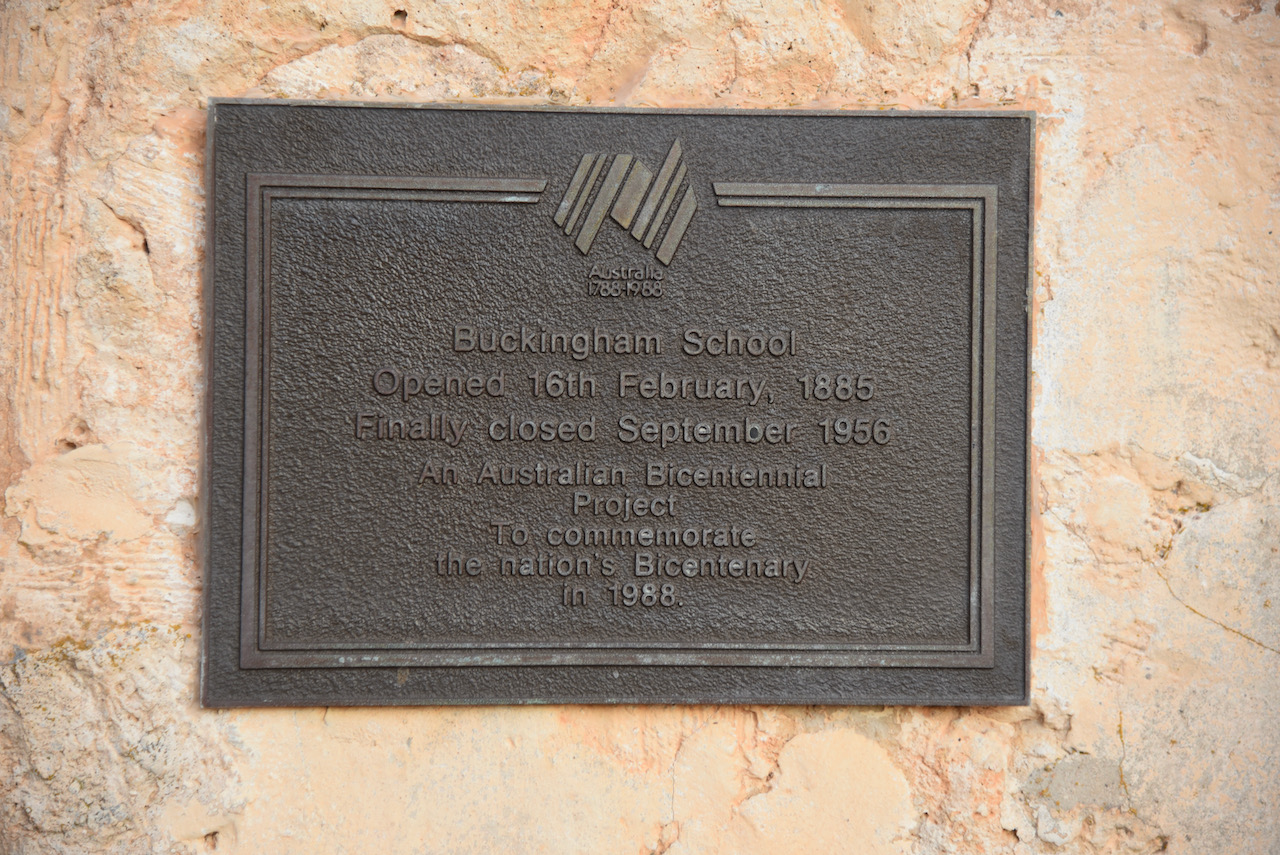 Australia
1788-1988
Buckingham School
Opened 16th February, 1885
Finally closed September 1956
An Australian Bicentennial
Project
To commemorate
the nation's Bicentenary
in 1988.